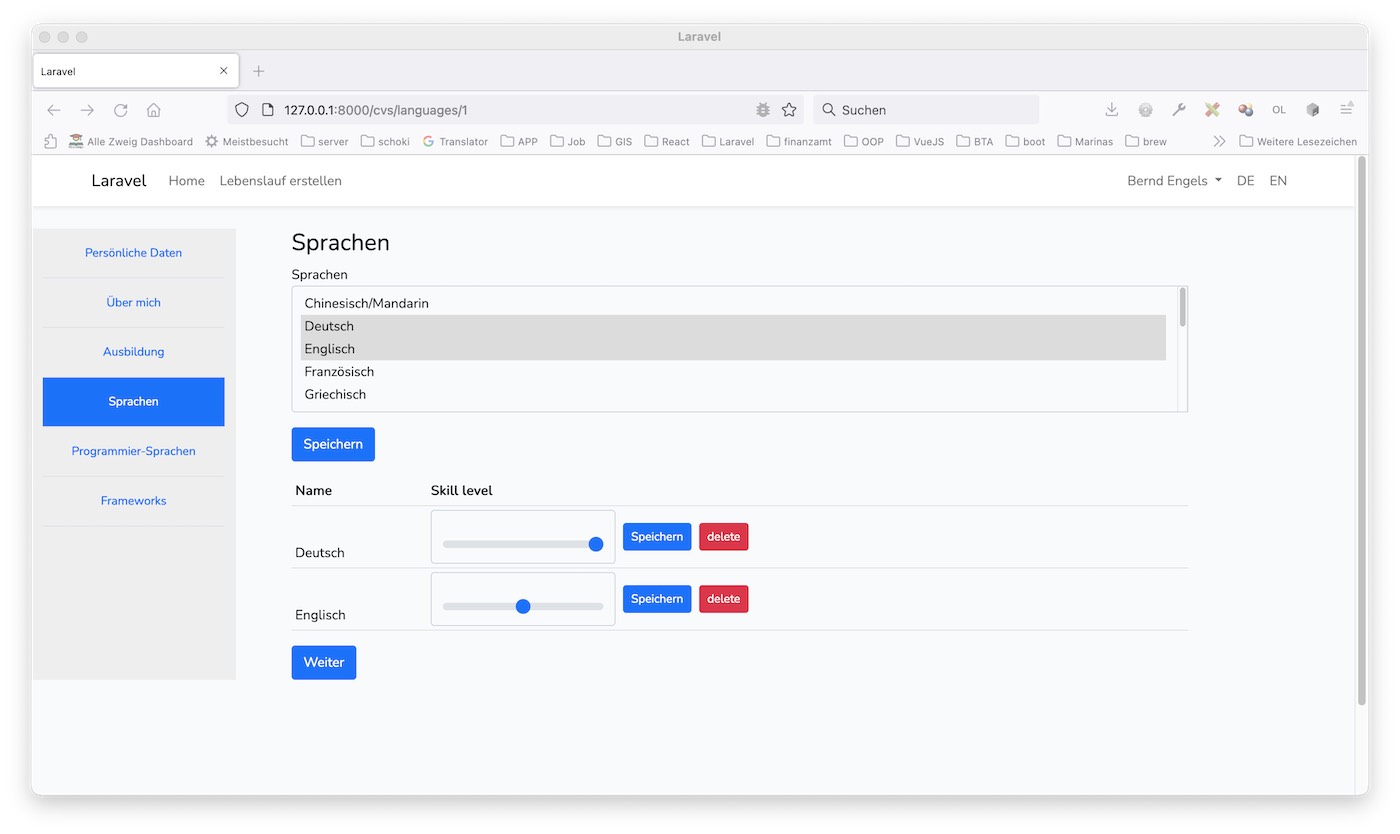 Laravel
Laravel
127.0.0.1:8000/cvs/languages/1 Suchen OL
Alle Zweig Dashboard Meistbesucht server schoki Translator APP Job GIS React Laravel finanzamt OOP VueJS BTA boot Marinas brew Weitere Lesezeichen
Laravel Home Lebenslauf erstellen Bernd Engels DE EN
Persönliche Daten
Über mich
Ausbildung
Sprachen
Programmier-Sprachen
Frameworks
Sprachen
Sprachen
Chinesisch/Mandarin
Deutsch
Englisch
Französisch
Griechisch
Speichern
Name Skill level
Deutsch Speichern delete
Englisch Speichern delete
Weiter